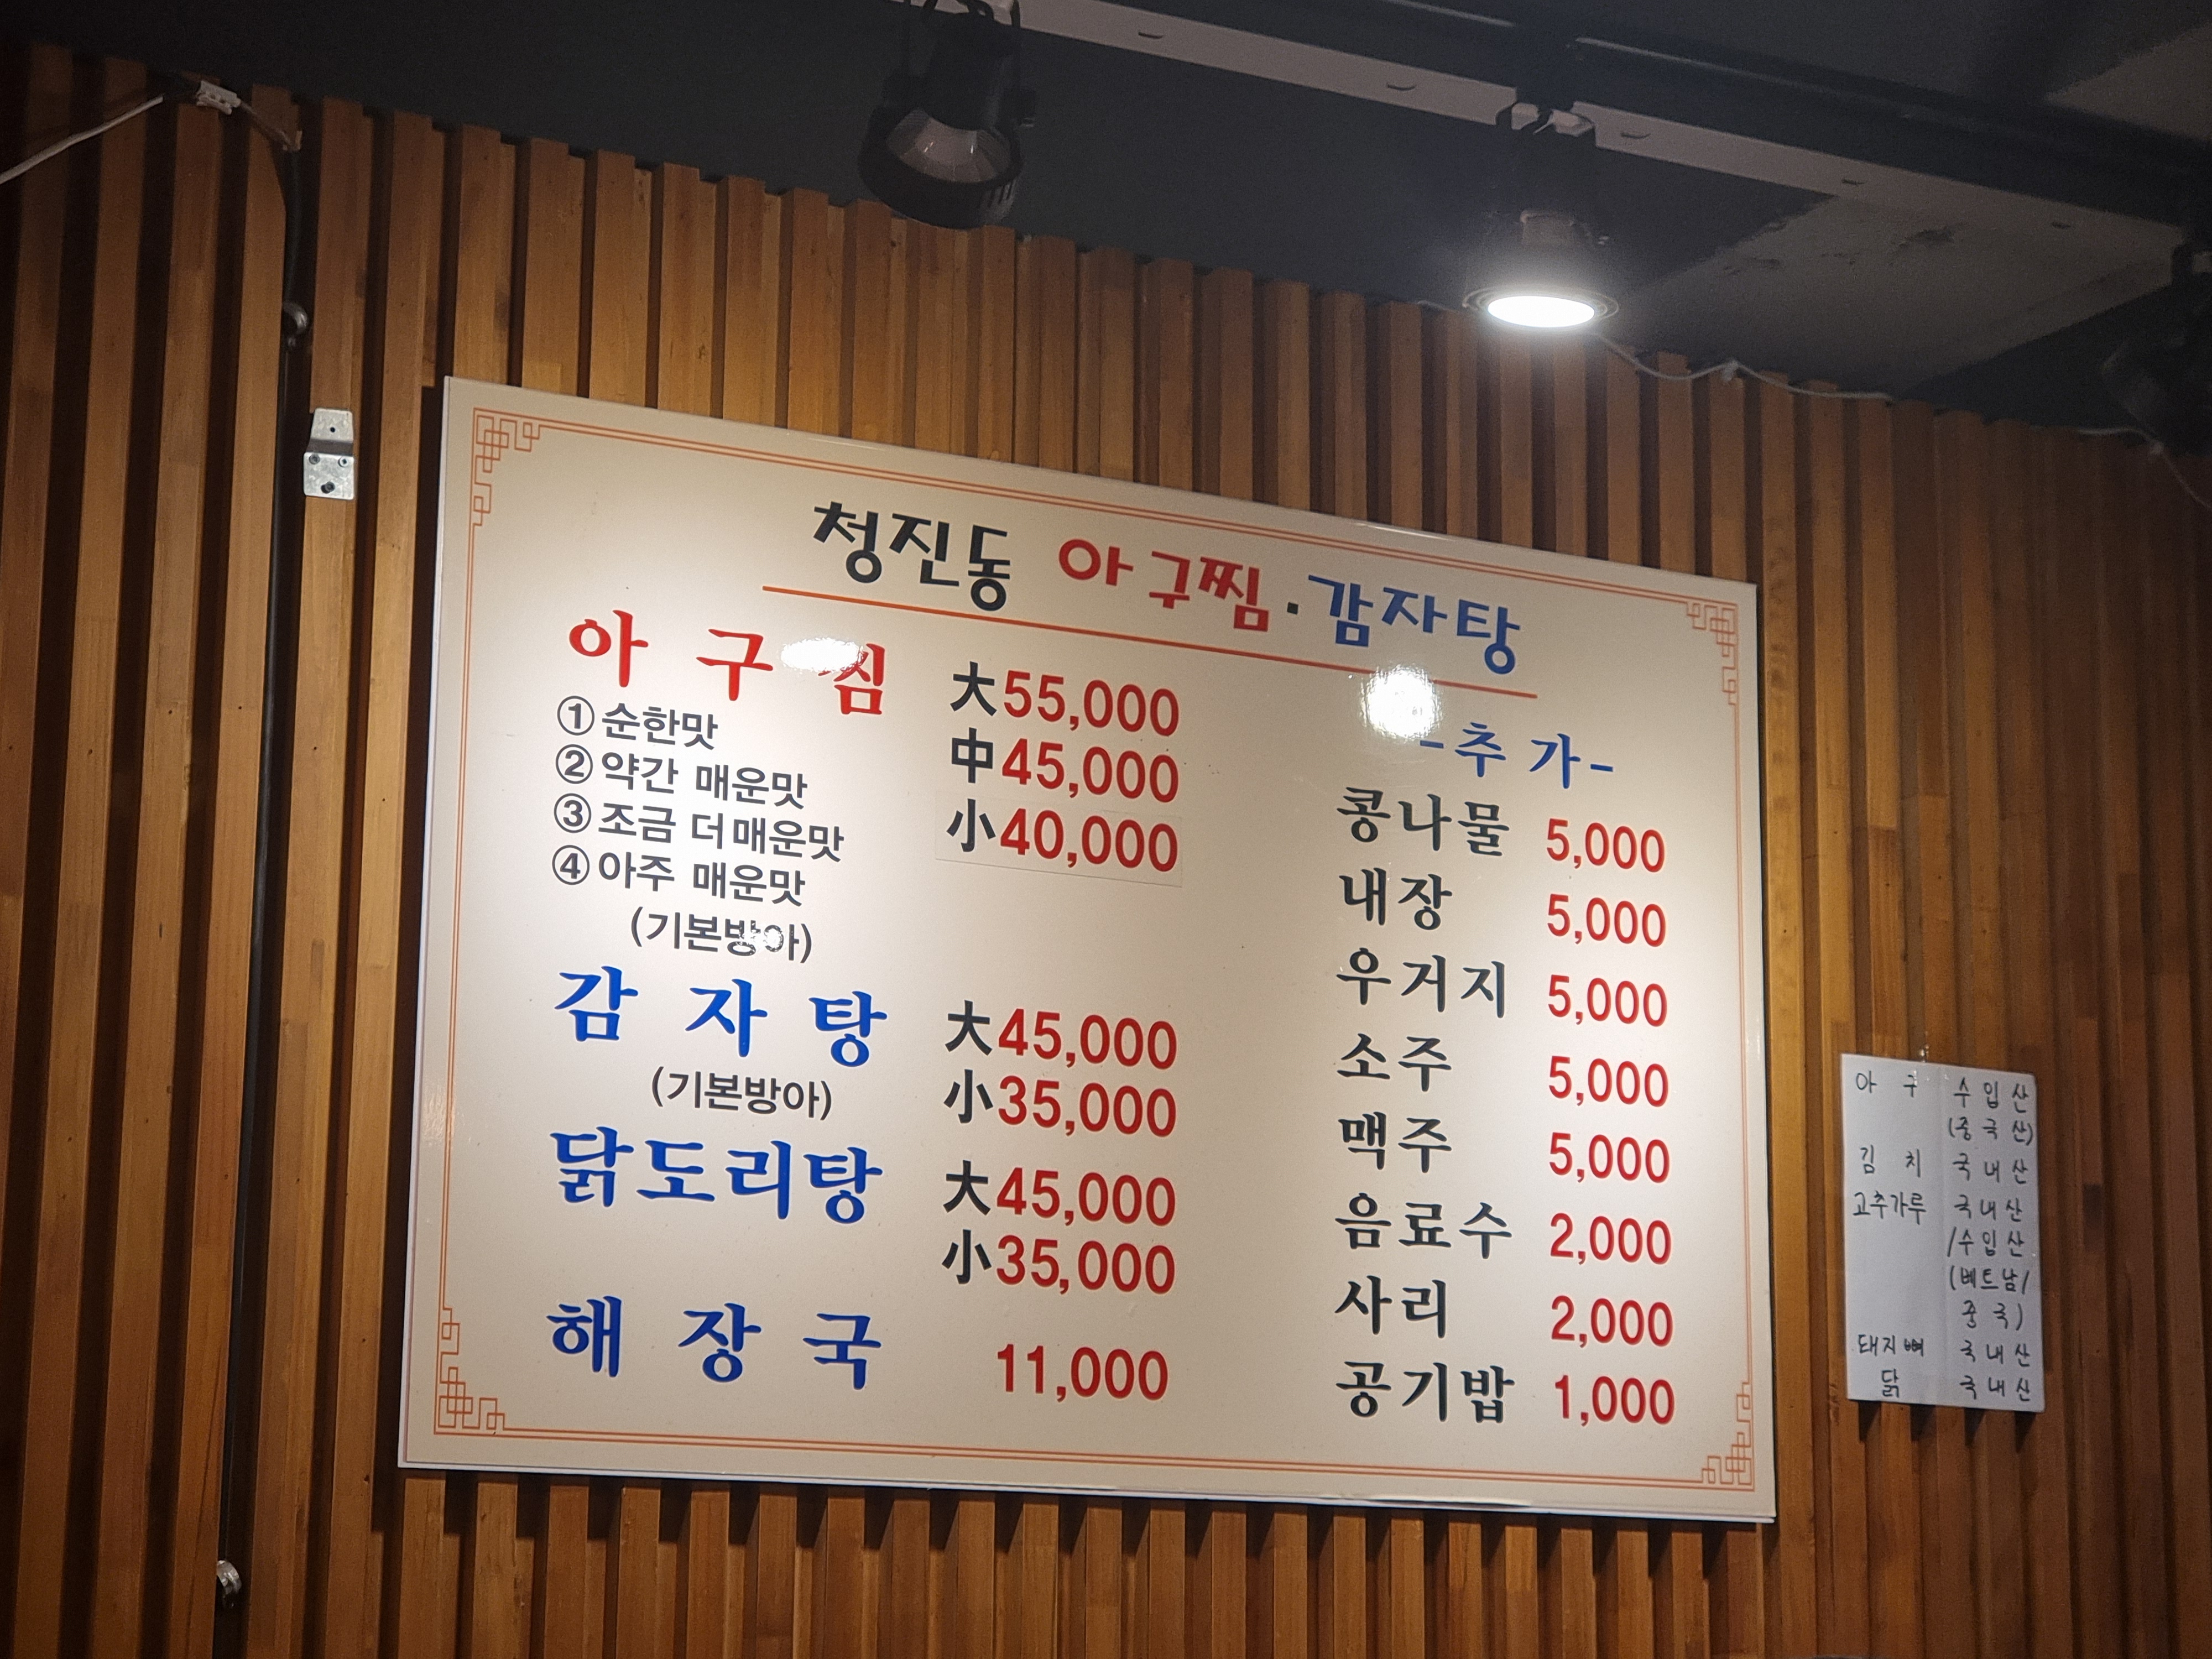 청진동 아구찜·감자탕
아 구 찜 大55,000
①순한맛
中45,000
②약간 매운맛
小40,000
③조금 더매운맛
④아주 매운맛
(기본방아)
감 자 탕 大45,000
(기본방아) 小35,000
닭도리탕 大45,000
小35,000
해 장 국 11,000
-추 가-
콩나물 5,000
내장 5,000
우거지 5,000
소주 5,000
맥주 5,000
음료수 2,000
사리 2,000
공기밥 1,000
아 구 수입산
(중국산)
김 치 국내산
고추가루 국내산
/수입산
(베트남/
중국)
돼지뼈 국내산
닭 국내산